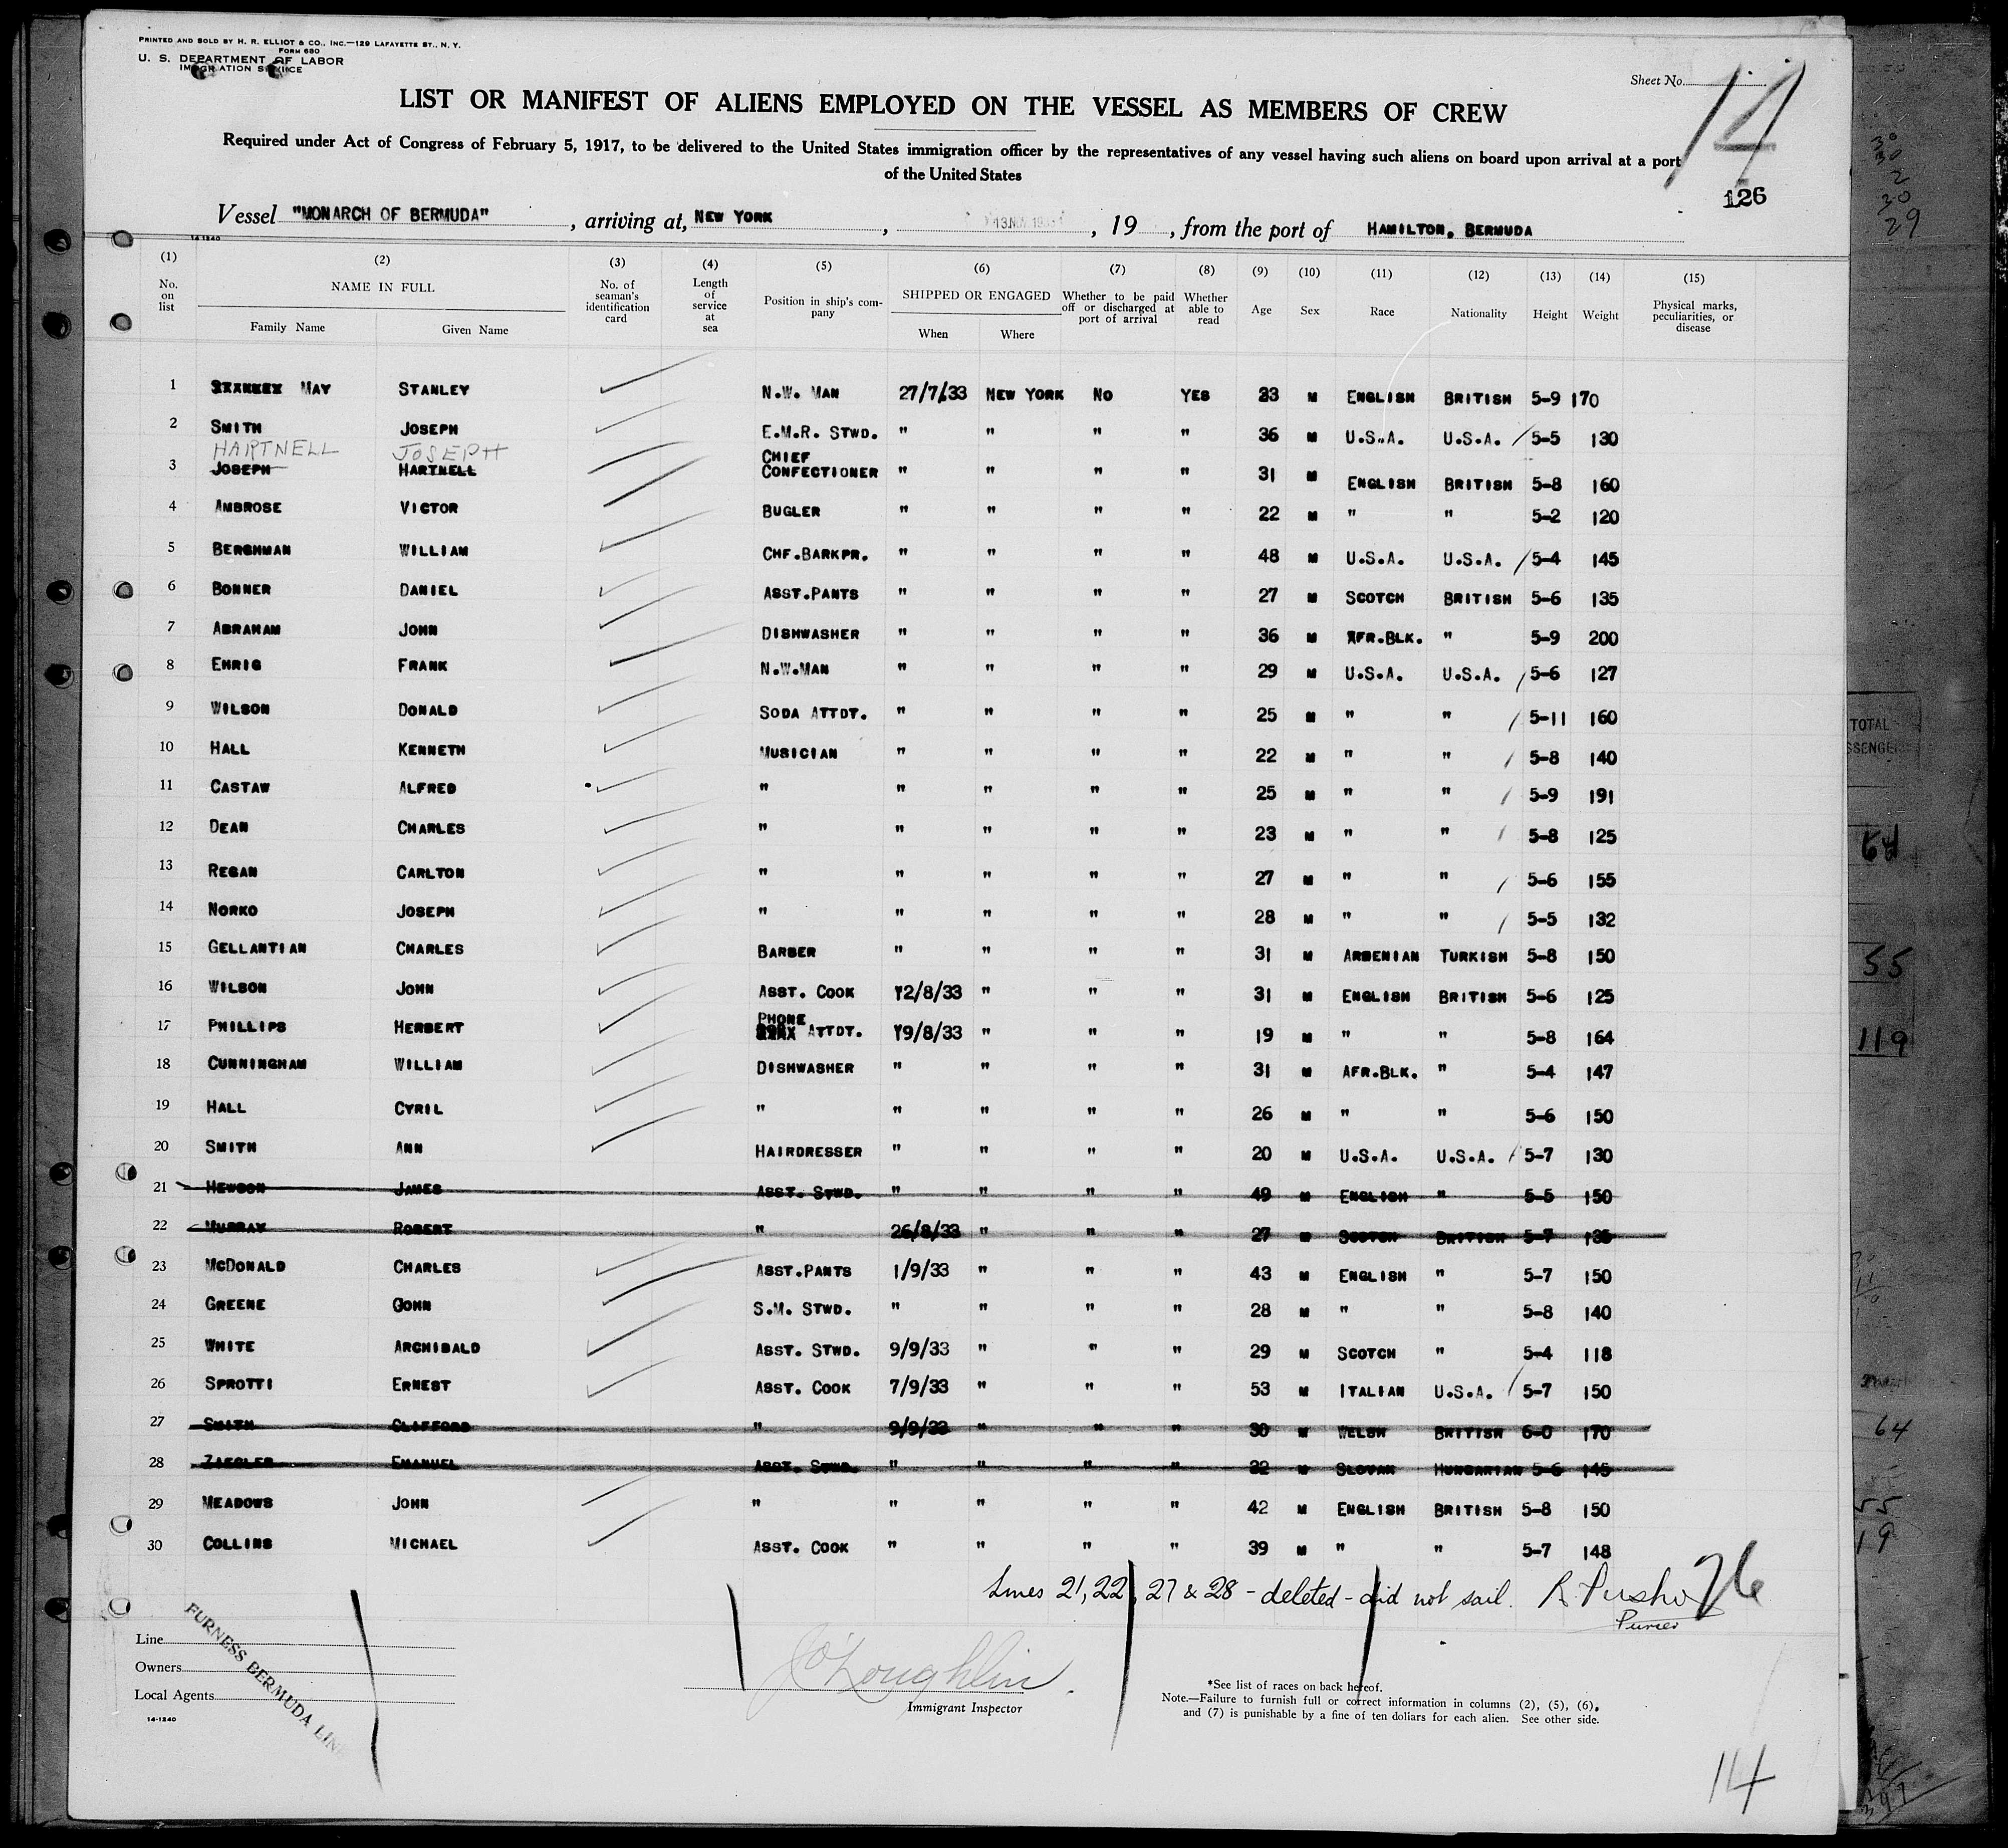 PRINTED AND SOLD BY H. R. ELLIOT & CO., INC.—129 LAFAYETTE ST., N. Y.
FORM 680
U. S. DEPARTMENT OF LABOR
IMMIGRATION SERVICE
Sheet No.
14
LIST OR MANIFEST OF ALIENS EMPLOYED ON THE VESSEL AS MEMBERS OF CREW
Required under Act of Congress of February 5, 1917, to be delivered to the United States immigration officer by the representatives of any vessel having such aliens on board upon arrival at a port
of the United States
126
Vessel "MONARCH OF BERMUDA", arriving at, NEW YORK, , 19 , from the port of HAMILTON, BERMUDA
14-1240
(1) (2) (3) (4) (5) (6) (7) (8) (9) (10) (11) (12) (13) (14) (15)
No. on list NAME IN FULL Family Name Given Name No. of seaman's identification card Length of service at sea Position in ship's company SHIPPED OR ENGAGED When Where Whether to be paid off or discharged at port of arrival Whether able to read Age Sex Race Nationality Height Weight Physical marks, peculiarities, or disease
1 MAY STANLEY N.W. MAN 27/7/33 NEW YORK NO YES 23 M ENGLISH BRITISH 5-9 170
2 SMITH JOSEPH E.M.R. STWD. " " " " 36 M U.S.A. U.S.A. 5-5 130
HARTNELL JOSEPH
3 JOSEPH HARTNELL CHIEF CONFECTIONER " " " " 31 M ENGLISH BRITISH 5-8 160
4 AMBROSE VICTOR BUGLER " " " " 22 M " " 5-2 120
5 BERGHMAN WILLIAM CHF.BARKPR. " " " " 48 M U.S.A. U.S.A. 5-4 145
6 BONNER DANIEL ASST.PANTS " " " " 27 M SCOTCH BRITISH 5-6 135
7 ABRAHAM JOHN DISHWASHER " " " " 36 M AFR.BLK. " 5-9 200
8 EHRIG FRANK N.W.MAN " " " " 29 M U.S.A. U.S.A. 5-6 127
9 WILSON DONALD SODA ATTDT. " " " " 25 M " " 5-11 160
10 HALL KENNETH MUSICIAN " " " " 22 M " " 5-8 140
11 CASTAW ALFRED " " " " " 25 M " " 5-9 191
12 DEAN CHARLES " " " " " 23 M " " 5-8 125
13 REGAN CARLTON " " " " " 27 M " " 5-6 155
14 NORKO JOSEPH " " " " " 28 M " " 5-5 132
15 GELLANTIAN CHARLES BARBER " " " " 31 M ARMENIAN TURKISH 5-8 150
16 WILSON JOHN ASST. COOK 12/8/33 " " " 31 M ENGLISH BRITISH 5-6 125
17 PHILLIPS HERBERT PHONE ATTDT. 19/8/33 " " " 19 M " " 5-8 164
18 CUNNINGHAM WILLIAM DISHWASHER " " " " 31 M AFR.BLK. " 5-4 147
19 HALL CYRIL " " " " " 26 M " " 5-6 150
20 SMITH ANN HAIRDRESSER " " " " 20 M U.S.A. U.S.A. 5-7 130
21 HEWSON JAMES ASST. STWD. " " " " 49 M ENGLISH " 5-5 150
22 MURRAY ROBERT " 26/8/33 " " " 27 M SCOTCH BRITISH 5-7 135
23 MCDONALD CHARLES ASST.PANTS 1/9/33 " " " 43 M ENGLISH " 5-7 150
24 GREENE GOHN S.M. STWD. " " " " 28 M " " 5-8 140
25 WHITE ARCHIBALD ASST. STWD. 9/9/33 " " " 29 M SCOTCH " 5-4 118
26 SPROTTI ERNEST ASST. COOK 7/9/33 " " " 53 M ITALIAN U.S.A. 5-7 150
27 SMITH CLAFFORD " 9/9/33 " " " 30 M WELSH BRITISH 6-0 170
28 ZAEGLER EMANUEL ASST. STWD. " " " " 32 M SLOVAK HUNGARIAN 5-6 145
29 MEADOWS JOHN " " " " " 42 M ENGLISH BRITISH 5-8 150
30 COLLINS MICHAEL ASST. COOK " " " " 39 M " " 5-7 148
Lines 21, 22, 27 & 28 - deleted - did not sail.
Purser
26
Line
Owners
Local Agents
14-1240
FURNESS BERMUDA LINE
J O'Loughlin
Immigrant Inspector
*See list of races on back hereof.
Note.—Failure to furnish full or correct information in columns (2), (5), (6),
and (7) is punishable by a fine of ten dollars for each alien. See other side.
14
TOTAL
55
119
64